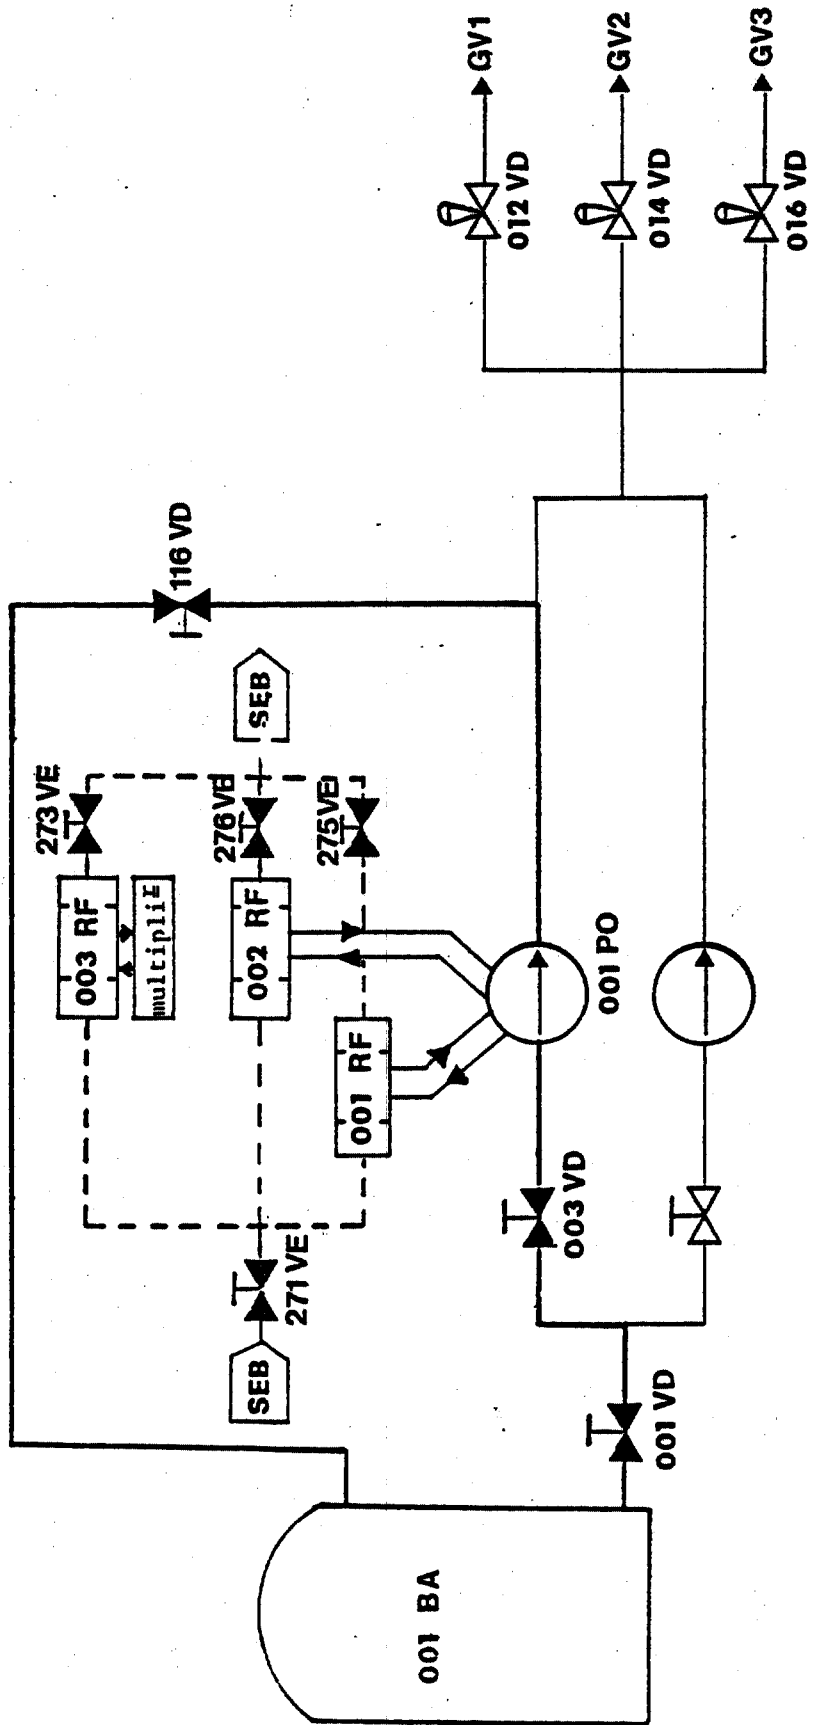 273 VE
003 RF
multipliE
276 VE
002 RF
275 VE
001 RF
SEB
271 VE
SEB
116 VD
001 BA
001 VD
003 VD
001 PO
012 VD
GV1
014 VD
GV2
016 VD
GV3